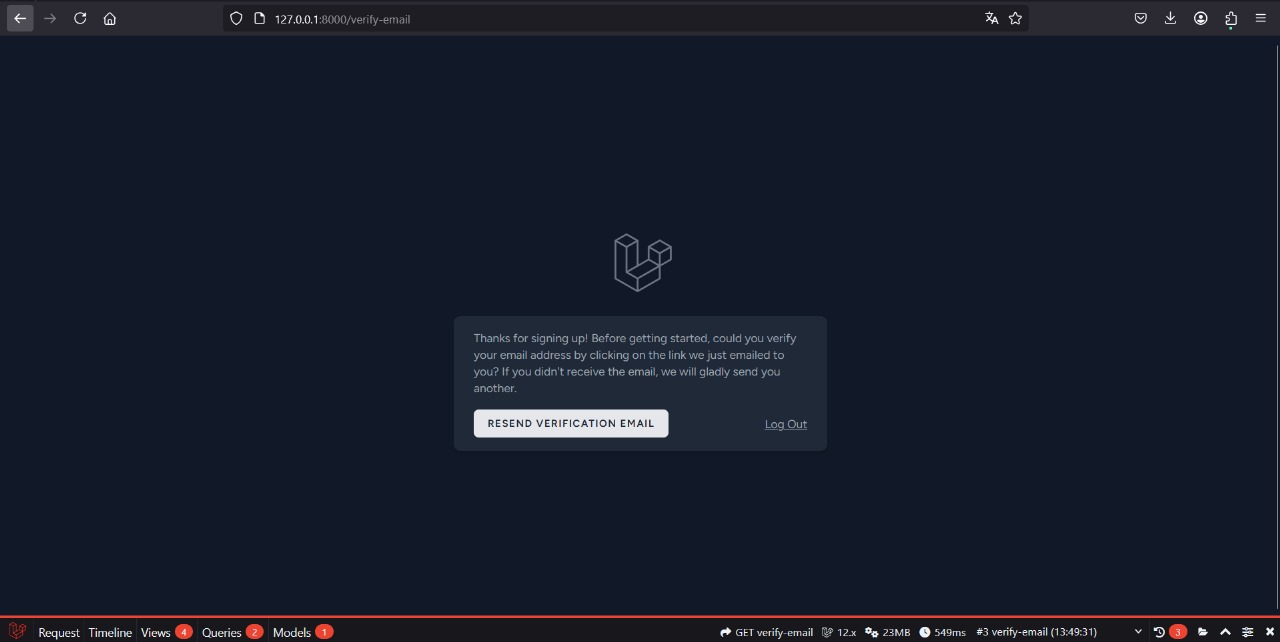 127.0.0.1:8000/verify-email
Thanks for signing up! Before getting started, could you verify
your email address by clicking on the link we just emailed to
you? If you didn't receive the email, we will gladly send you
another.
RESEND VERIFICATION EMAIL Log Out
Request Timeline Views 4 Queries 2 Models 1 GET verify-email 12.x 23MB 549ms #3 verify-email (13:49:31) 3